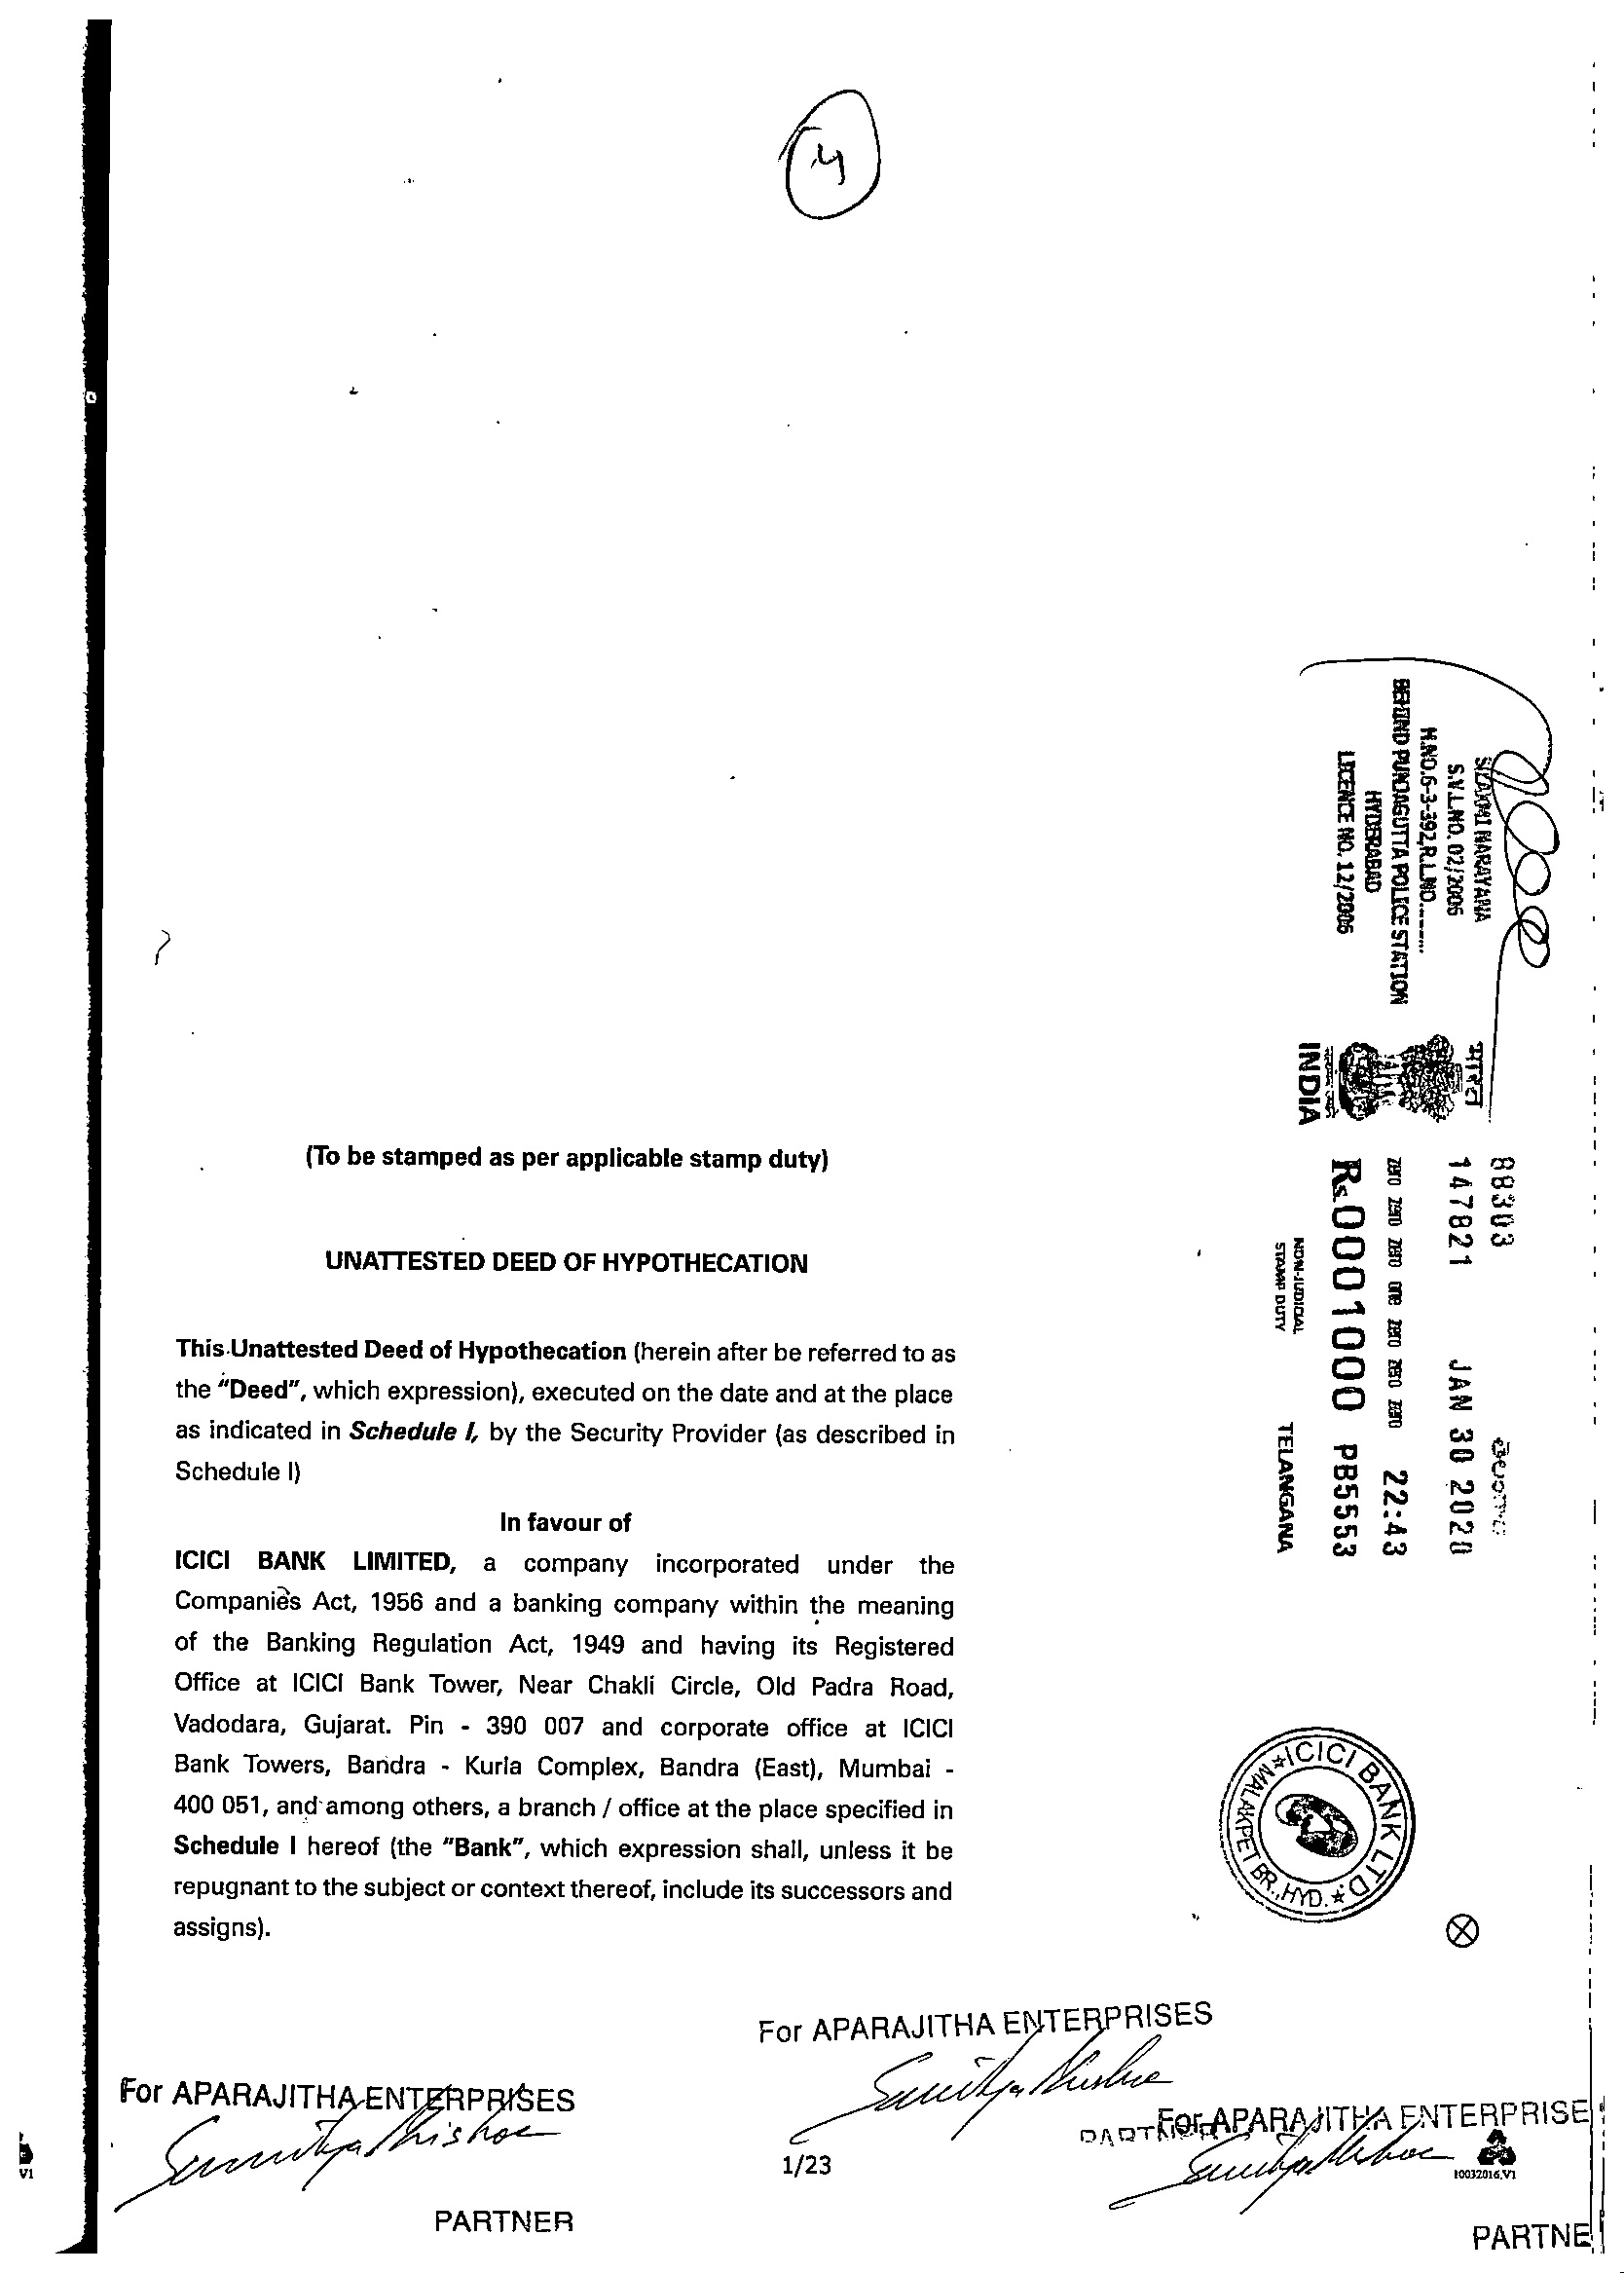 4
S.LAXMI NARAYANA
S.V.L.NO. 02/2006
H.NO.6-3-392,R.L.NO.
BEHIND PUNJAGUTTA POLICE STATION
HYDERABAD
LICENCE NO. 12/2006
भारत
INDIA
88303
147821 JAN 30 2020
zero zero zero one zero zero zero 22:43
Rs.0001000 PB5553
NON-JUDICIAL
STAMP DUTY
TELANGANA
(To be stamped as per applicable stamp duty)
UNATTESTED DEED OF HYPOTHECATION
This Unattested Deed of Hypothecation (herein after be referred to as
the “Deed”, which expression), executed on the date and at the place
as indicated in Schedule I, by the Security Provider (as described in
Schedule I)
In favour of
ICICI BANK LIMITED, a company incorporated under the
Companies Act, 1956 and a banking company within the meaning
of the Banking Regulation Act, 1949 and having its Registered
Office at ICICI Bank Tower, Near Chakli Circle, Old Padra Road,
Vadodara, Gujarat. Pin - 390 007 and corporate office at ICICI
Bank Towers, Bandra - Kurla Complex, Bandra (East), Mumbai -
400 051, and among others, a branch / office at the place specified in
Schedule I hereof (the “Bank”, which expression shall, unless it be
repugnant to the subject or context thereof, include its successors and
assigns).
ICICI BANK LTD.
MALAKPET BR., HYD.
For APARAJITHA ENTERPRISES
For APARAJITHA ENTERPRISES
For APARAJITHA ENTERPRISE
V1
1/23
10032016.V1
PARTNER
PARTNE